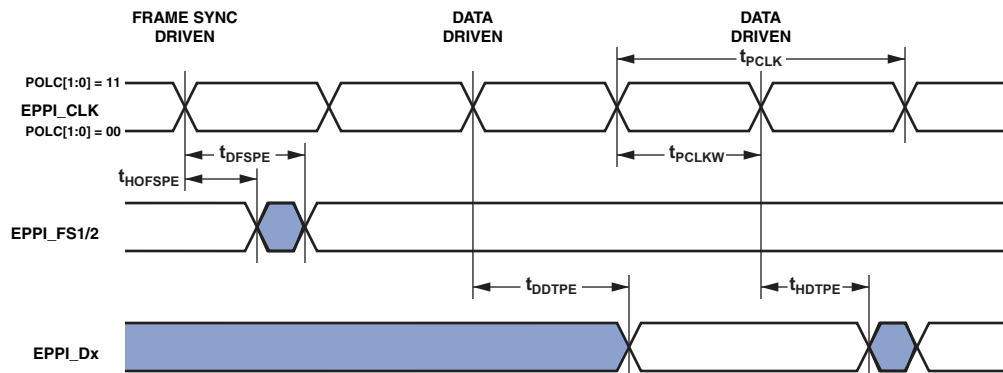 FRAME SYNC
DRIVEN
DATA
DRIVEN
DATA
DRIVEN
tPCLK
POLC[1:0] = 11
EPPI_CLK
POLC[1:0] = 00
tDFSPE
tPCLKW
tHOFSPE
EPPI_FS1/2
tDDTPE
tHDTPE
EPPI_Dx